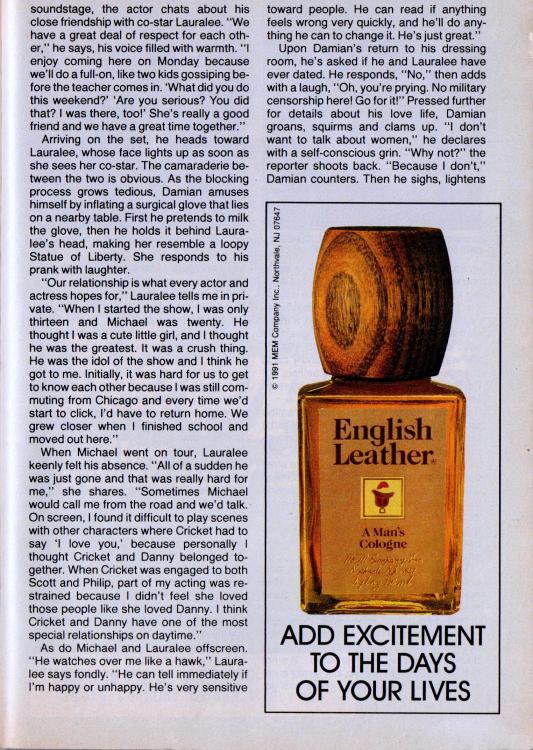 soundstage, the actor chats about his
close friendship with co-star Lauralee. "We
have a great deal of respect for each oth-
er," he says, his voice filled with warmth. "I
enjoy coming here on Monday because
we'll do a full-on, like two kids gossiping be-
fore the teacher comes in. 'What did you do
this weekend?' 'Are you serious? You did
that? I was there, too!' She's really a good
friend and we have a great time together."
Arriving on the set, he heads toward
Lauralee, whose face lights up as soon as
she sees her co-star. The camaraderie be-
tween the two is obvious. As the blocking
process grows tedious, Damian amuses
himself by inflating a surgical glove that lies
on a nearby table. First he pretends to milk
the glove, then he holds it behind Laura-
lee's head, making her resemble a loopy
Statue of Liberty. She responds to his
prank with laughter.
"Our relationship is what every actor and
actress hopes for," Lauralee tells me in pri-
vate. "When I started the show, I was only
thirteen and Michael was twenty. He
thought I was a cute little girl, and I thought
he was the greatest. It was a crush thing.
He was the idol of the show and I think he
got to me. Initially, it was hard for us to get
to know each other because I was still com-
muting from Chicago and every time we'd
start to click, I'd have to return home. We
grew closer when I finished school and
moved out here."
When Michael went on tour, Lauralee
keenly felt his absence. "All of a sudden he
was just gone and that was really hard for
me," she shares. "Sometimes Michael
would call me from the road and we'd talk.
On screen, I found it difficult to play scenes
with other characters where Cricket had to
say 'I love you,' because personally I
thought Cricket and Danny belonged to-
gether. When Cricket was engaged to both
Scott and Philip, part of my acting was re-
strained because I didn't feel she loved
those people like she loved Danny. I think
Cricket and Danny have one of the most
special relationships on daytime."
As do Michael and Lauralee offscreen.
"He watches over me like a hawk," Laura-
lee says fondly. "He can tell immediately if
I'm happy or unhappy. He's very sensitive
toward people. He can read if anything
feels wrong very quickly, and he'll do any-
thing he can to change it. He's just great."
Upon Damian's return to his dressing
room, he's asked if he and Lauralee have
ever dated. He responds, "No," then adds
with a laugh, "Oh, you're prying. No military
censorship here! Go for it!" Pressed further
for details about his love life, Damian
groans, squirms and clams up. "I don't
want to talk about women," he declares
with a self-conscious grin. "Why not?" the
reporter shoots back. "Because I don't,"
Damian counters. Then he sighs, lightens
© 1991 MEM Company Inc., Northvale, NJ 07647
English
Leather®
A Man's
Cologne
ADD EXCITEMENT
TO THE DAYS
OF YOUR LIVES